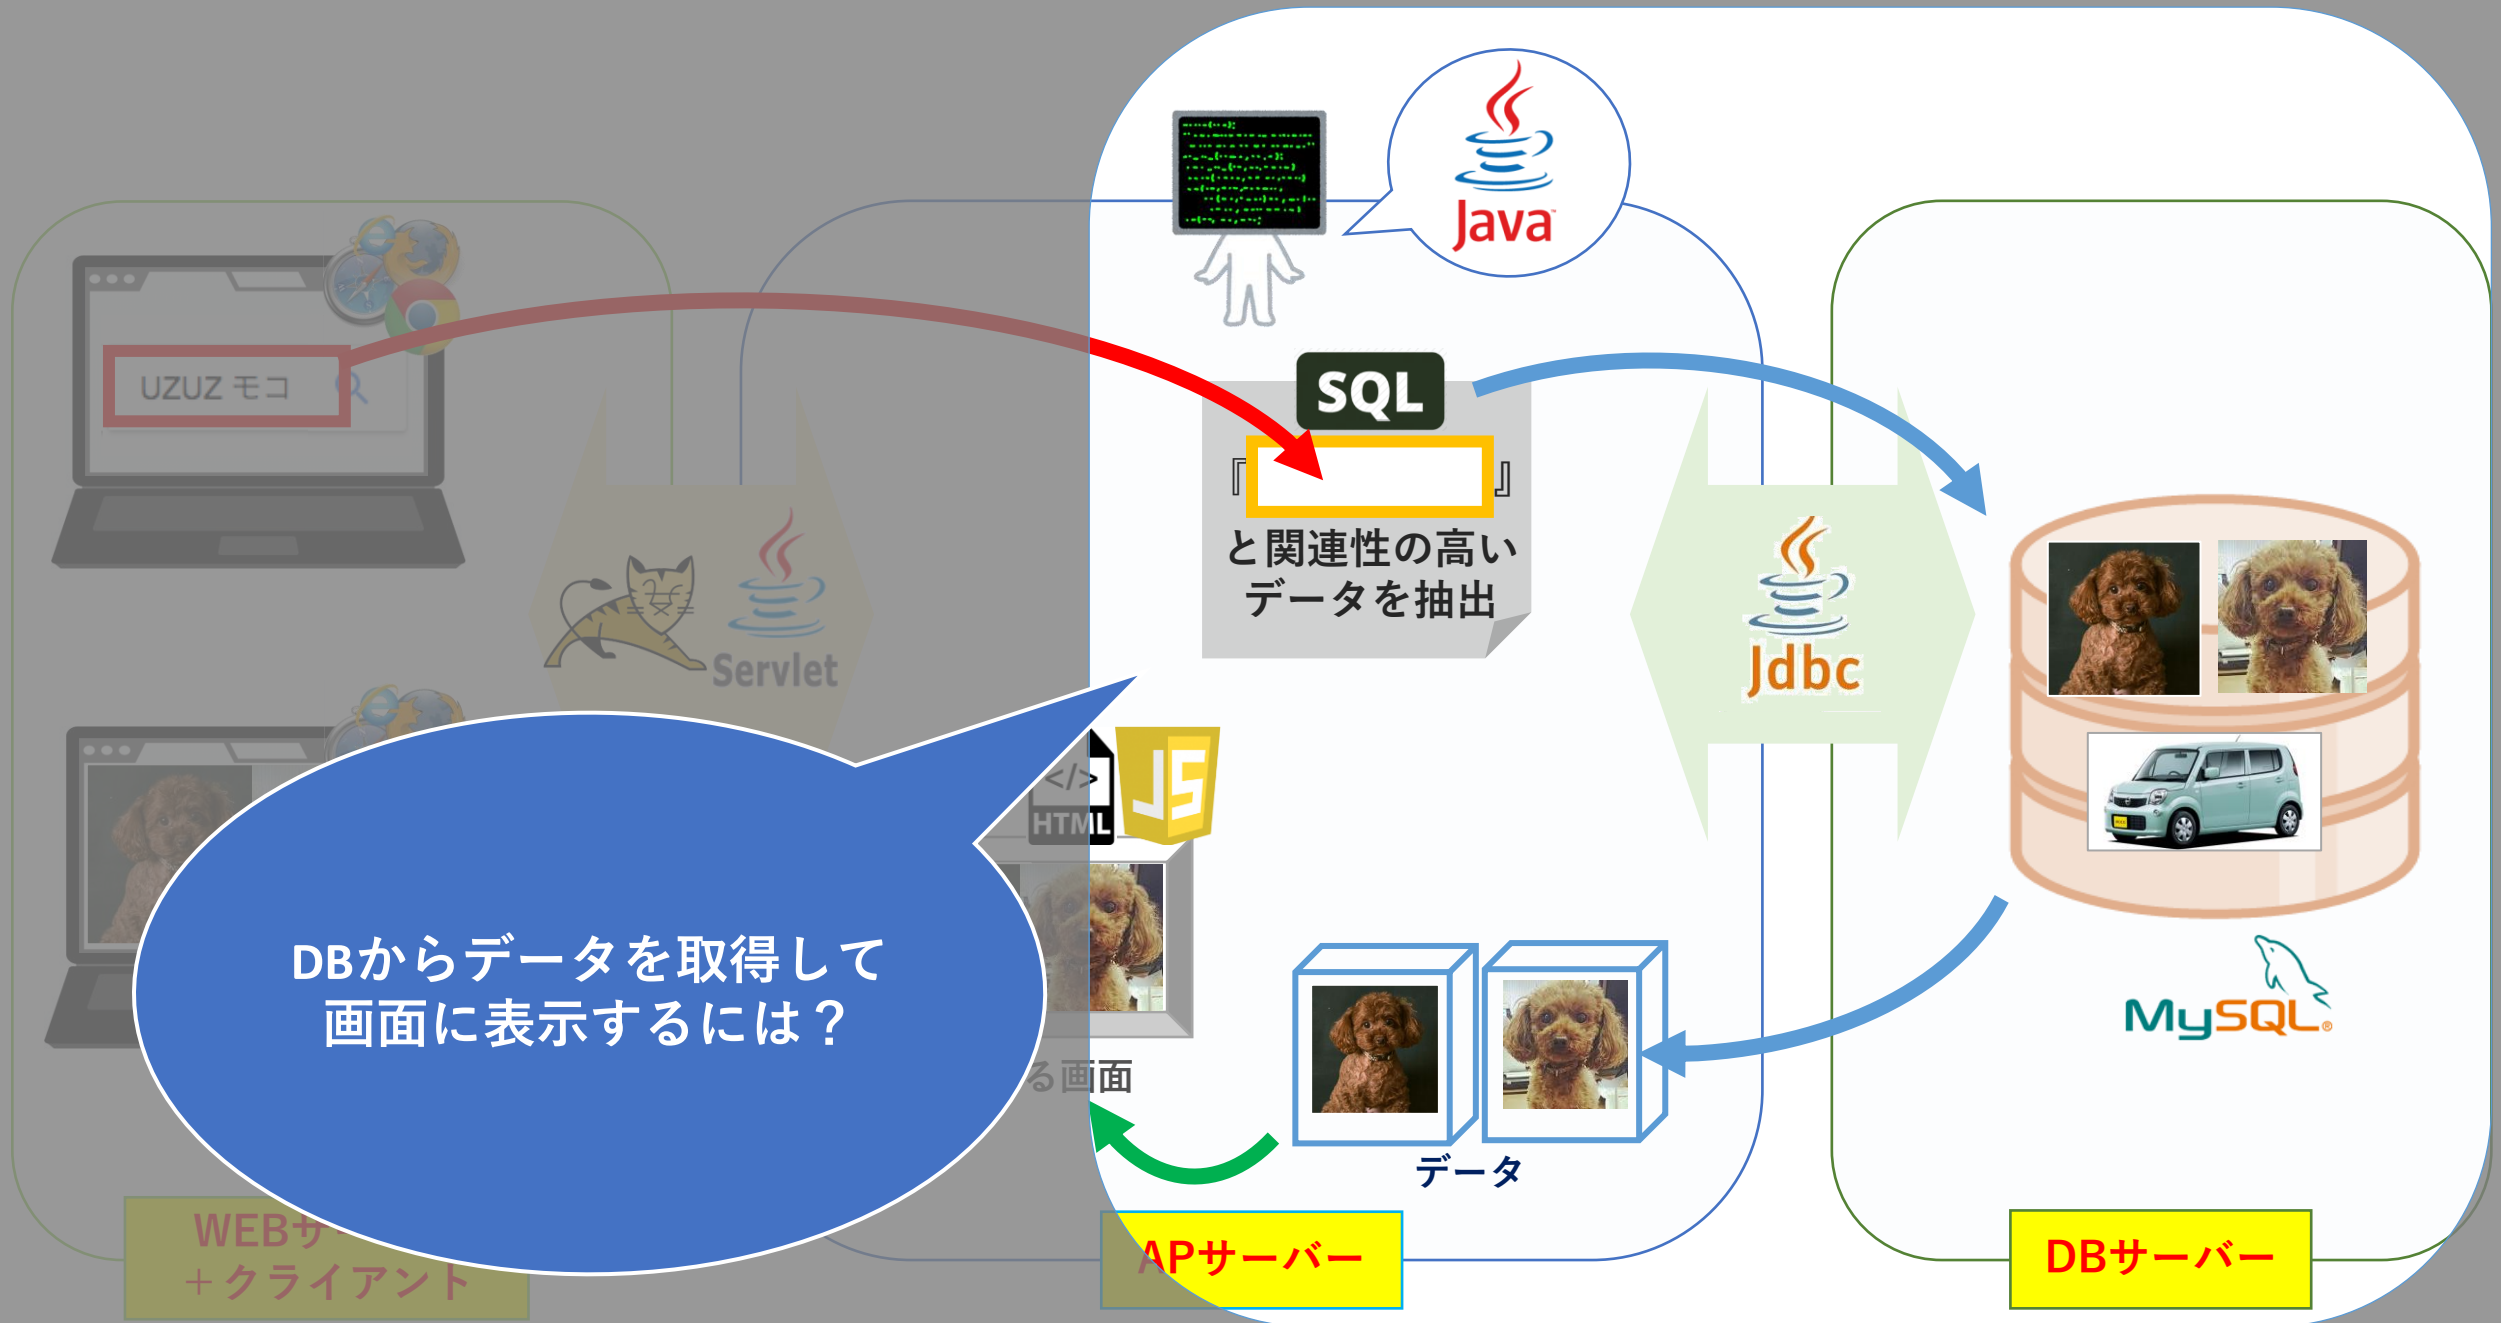 Java
UZUZ モコ
SQL
『 』
と関連性の高い
データを抽出
Servlet
Jdbc
</>
HTML
JS
DBからデータを取得して
画面に表示するには？
る画面
データ
MySQL®
WEBサ
＋クライアント
APサーバー
DBサーバー